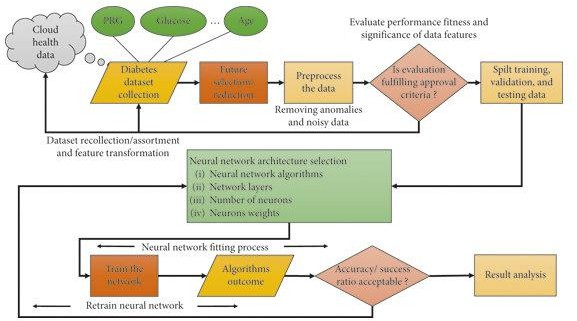 Cloud
health
data
PRG
Glucose
...
Age
Diabetes
dataset
collection/
Future
selection/
reduction
Preprocess
the data
Removing anomalies
and noisy data
Evaluate performance fitness and
significance of data features
Is evaluation
fulfilling approval
criteria ?
Spilt training,
validation, and
testing data
Dataset recollection/assortment
and feature transformation
Neural network architecture selection
(i) Neural network algorithms
(ii) Network layers
(iii) Number of neurons
(iv) Neurons weights
Neural network fitting process
Train the
network
Algorithms
outcome
Accuracy/ success
ratio acceptable ?
Result analysis
Retrain neural network